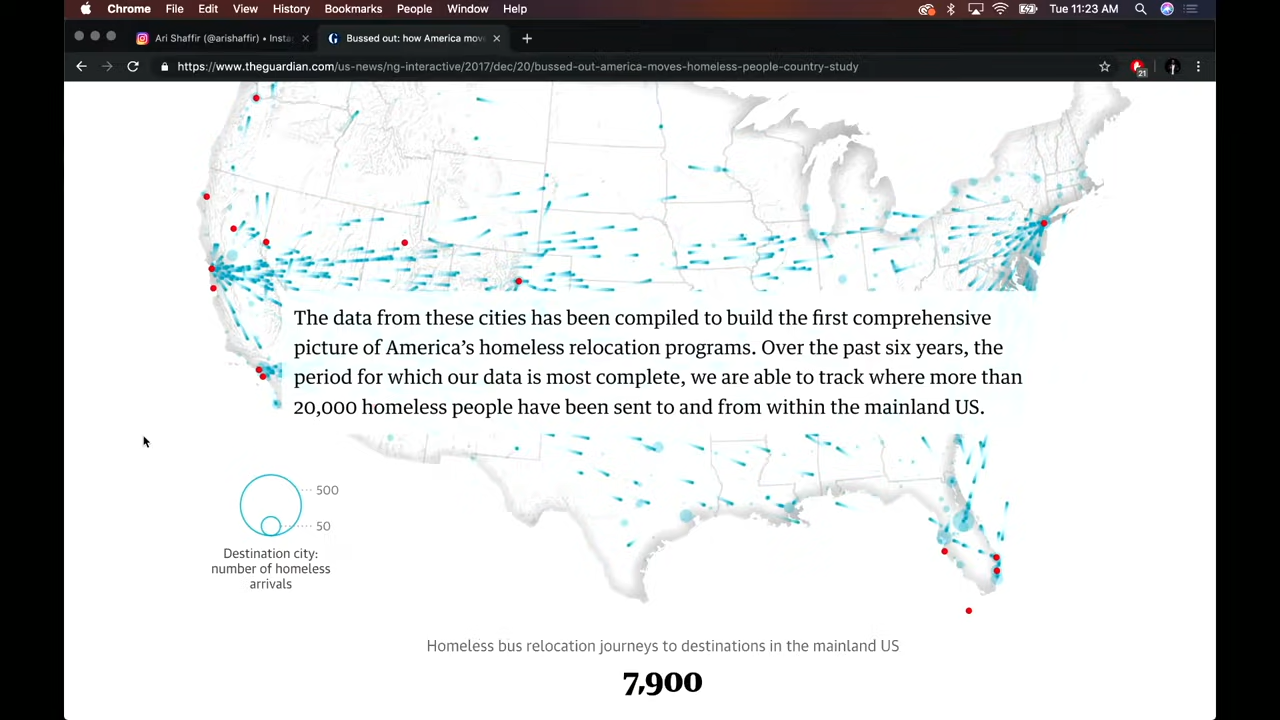 Chrome File Edit View History Bookmarks People Window Help Tue 11:23 AM
Ari Shaffir (@arishaffir) • Insta
Bussed out: how America mov
https://www.theguardian.com/us-news/ng-interactive/2017/dec/20/bussed-out-america-moves-homeless-people-country-study
21
The data from these cities has been compiled to build the first comprehensive
picture of America's homeless relocation programs. Over the past six years, the
period for which our data is most complete, we are able to track where more than
20,000 homeless people have been sent to and from within the mainland US.
500
50
Destination city:
number of homeless
arrivals
Homeless bus relocation journeys to destinations in the mainland US
7,900